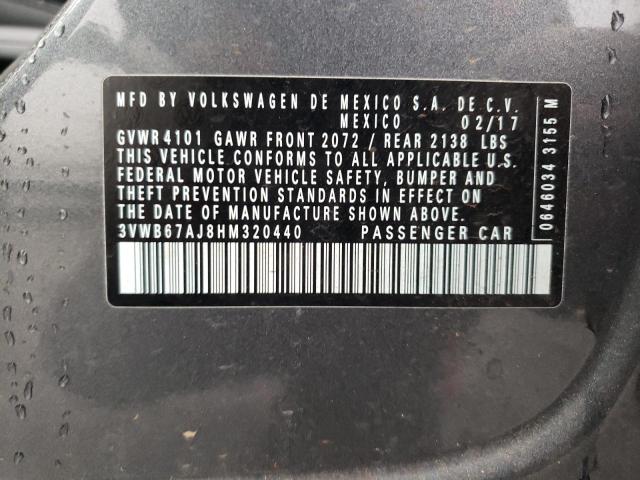 MFD BY VOLKSWAGEN DE MEXICO S.A. DE C.V.
MEXICO 02/17
GVWR 4101 GAWR FRONT 2072 / REAR 2138 LBS
THIS VEHICLE CONFORMS TO ALL APPLICABLE U.S.
FEDERAL MOTOR VEHICLE SAFETY, BUMPER AND
THEFT PREVENTION STANDARDS IN EFFECT ON
THE DATE OF MANUFACTURE SHOWN ABOVE.
3VWB67AJ8HM320440 PASSENGER CAR
0646034 3155 M